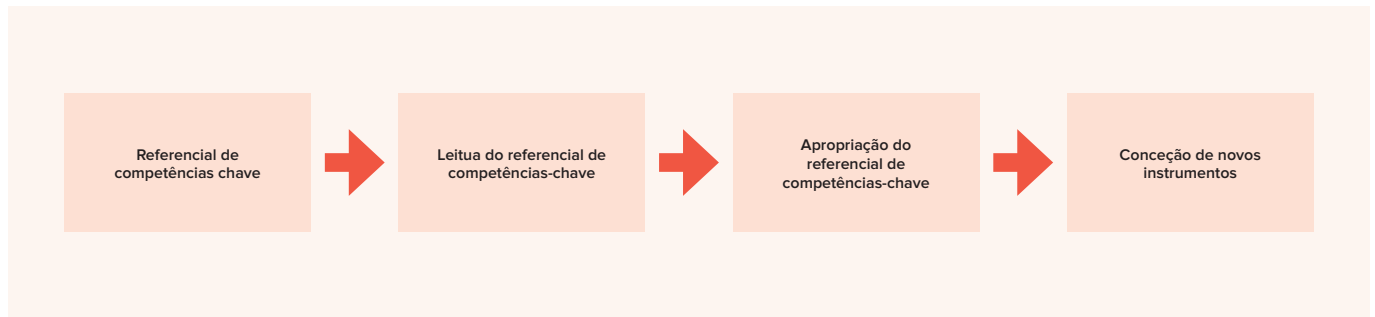 Referencial de
competências chave
Leitua do referencial de
competências-chave
Apropriação do
referencial de
competências-chave
Conceção de novos
instrumentos